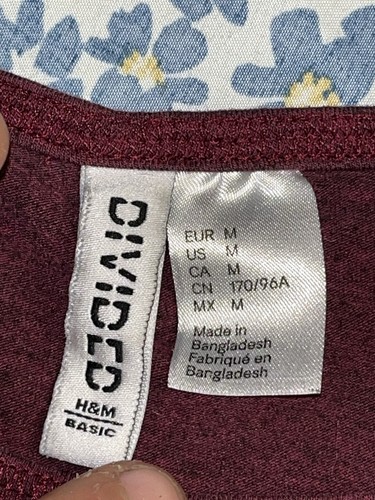 DIVIDED
H&M
BASIC
EUR M
US M
CA M
CN 170/96A
MX M
Made in
Bangladesh
Fabriqué en
Bangladesh